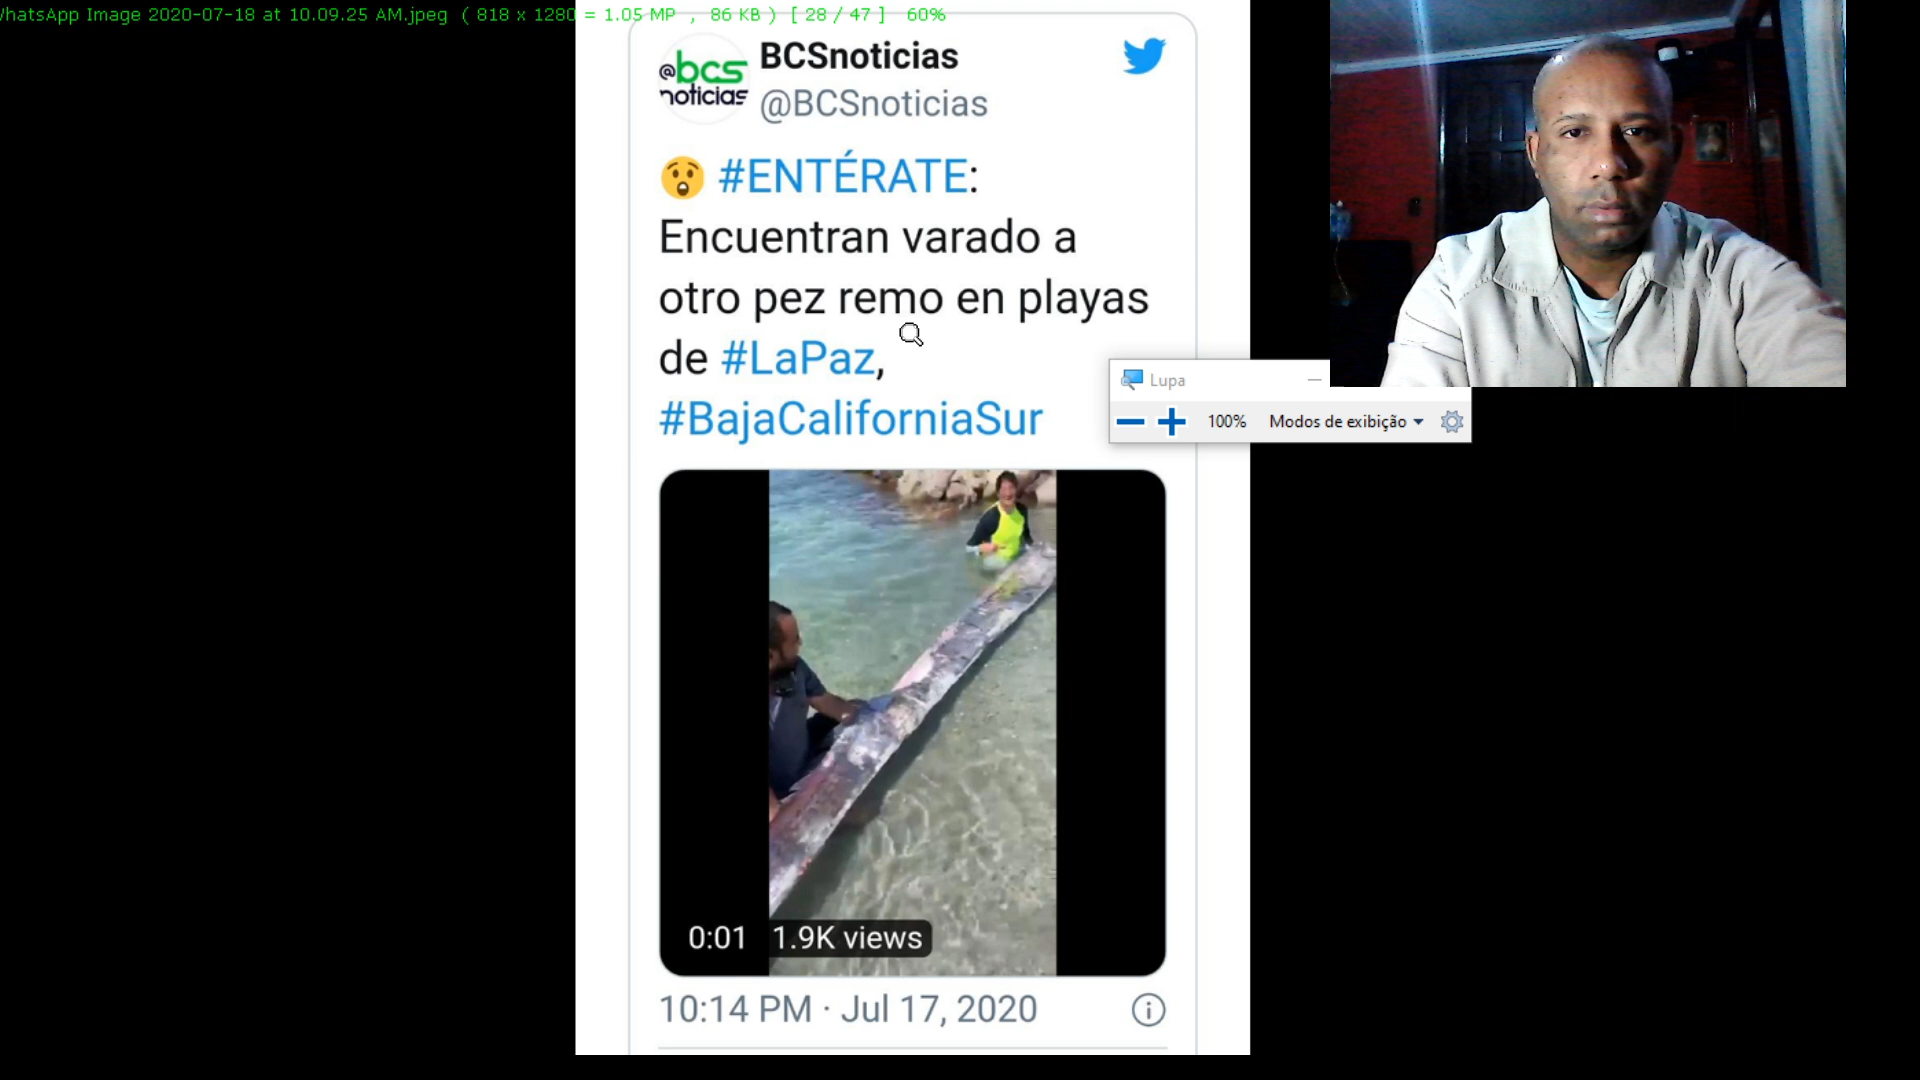 WhatsApp Image 2020-07-18 at 10.09.25 AM.jpeg ( 818 x 1280 = 1.05 MP , 86 KB ) [ 28 / 47 ] 60%
@bcs
noticias
BCSnoticias
@BCSnoticias
😲 #ENTÉRATE:
Encuentran varado a
otro pez remo en playas
de #LaPaz,
#BajaCaliforniaSur
Lupa
100% Modos de exibição
0:01 1.9K views
10:14 PM · Jul 17, 2020